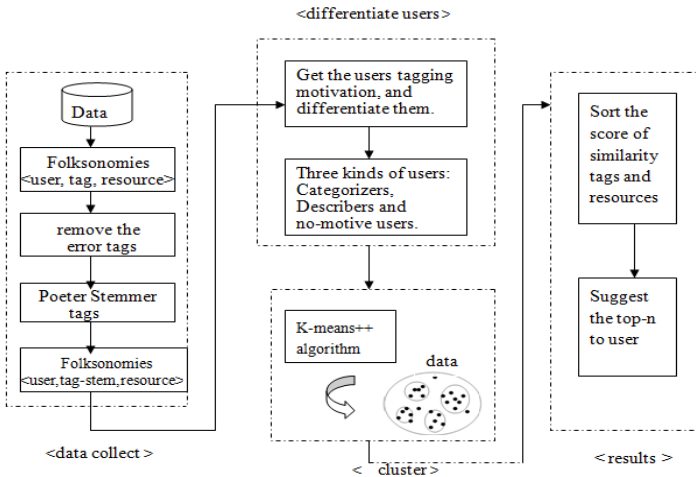 <differentiate users>
Data
Folksonomies
<user, tag, resource>
remove the
error tags
Poeter Stemmer
tags
Folksonomies
<user,tag-stem,resource>
<data collect >
Get the users tagging
motivation, and
differentiate them.
Three kinds of users:
Categorizers,
Describers and
no-motive users.
K-means++
algorithm
data
< cluster>
Sort the
score of
similarity
tags and
resources
Suggest
the top-n
to user
< results >